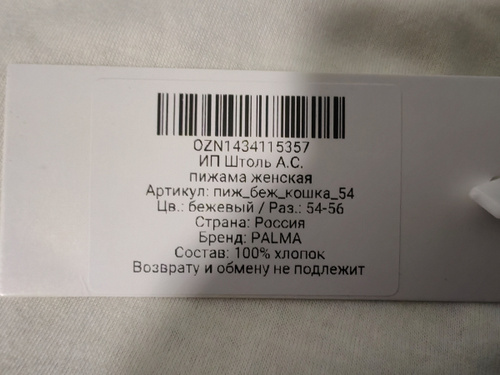 OZN1434115357
ИП Штоль А.С.
пижама женская
Артикул: пиж_беж_кошка_54
Цв.: бежевый / Раз.: 54-56
Страна: Россия
Бренд: PALMA
Состав: 100% хлопок
Возврату и обмену не подлежит